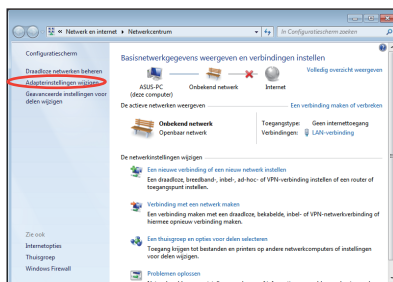 « Netwerk en internet ▸ Netwerkcentrum
In Configuratiescherm zoeken
Configuratiescherm
Draadloze netwerken beheren
Adapterinstellingen wijzigen
Geavanceerde instellingen voor
delen wijzigen
Zie ook
Internetopties
Thuisgroep
Windows Firewall
Basisnetwerkgegevens weergeven en verbindingen instellen
Volledig overzicht weergeven
ASUS-PC
(deze computer)
Onbekend netwerk
Internet
De actieve netwerken weergeven
Een verbinding maken of verbreken
Onbekend netwerk
Openbaar netwerk
Toegangstype: Geen internettoegang
Verbindingen: LAN-verbinding
De netwerkinstellingen wijzigen
Een nieuwe verbinding of een nieuw netwerk instellen
Een draadloze, breedband-, inbel-, ad-hoc- of VPN-verbinding instellen of een router of
toegangspunt instellen.
Verbinding met een netwerk maken
Een verbinding maken met een draadloze, bekabelde, inbel- of VPN-netwerkverbinding of
hiermee opnieuw verbinding maken.
Een thuisgroep en opties voor delen selecteren
Toegang krijgen tot bestanden en printers op andere netwerkcomputers of instellingen
voor delen wijzigen.
Problemen oplossen